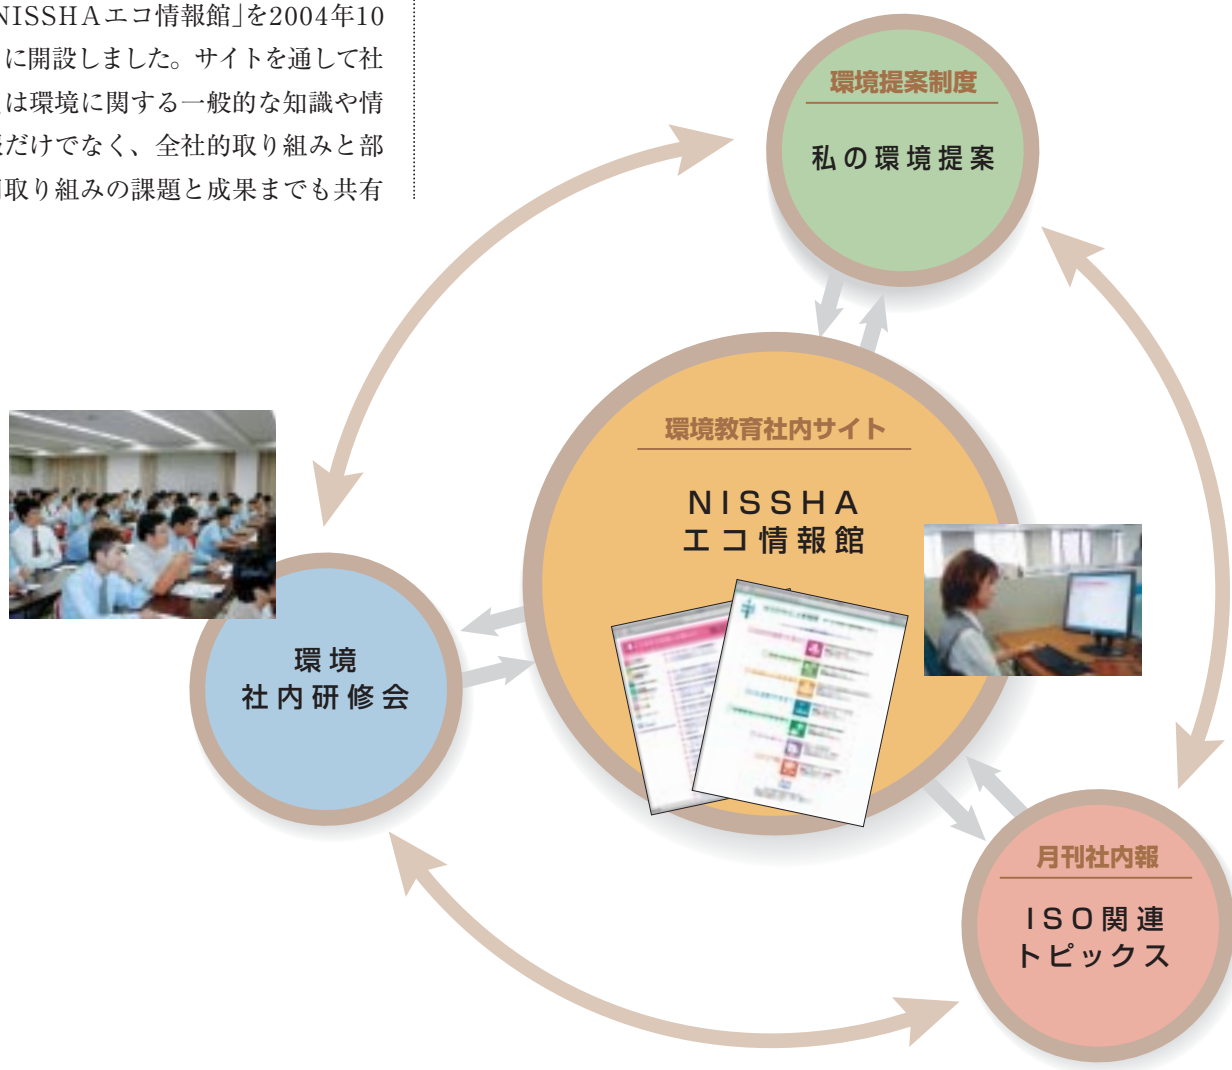 NISSHAエコ情報館」を2004年10
に開設しました。サイトを通して社
は環境に関する一般的な知識や情
だけでなく、全社的取り組みと部
取り組みの課題と成果までも共有
環境提案制度
私の環境提案
環境教育社内サイト
NISSHA
エコ情報館
環境
社内研修会
月刊社内報
ISO関連
トピックス